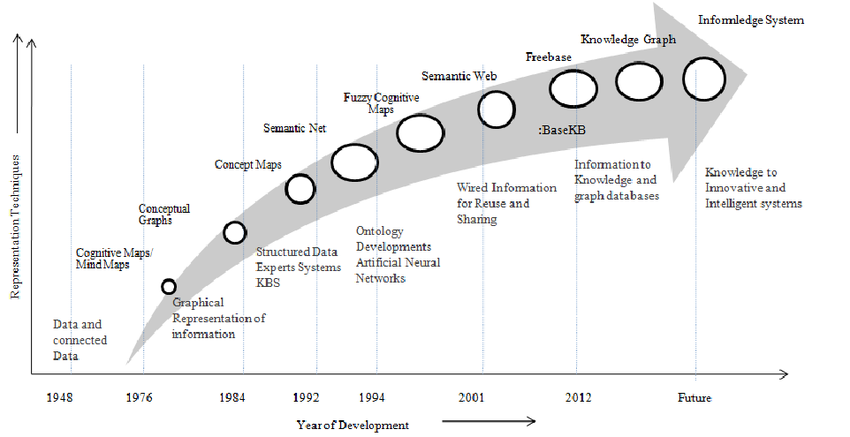 Informledge System
Knowledge Graph
Freebase
Semantic Web
Fuzzy Cognitive
Maps
:BaseKB
Semantic Net
Concept Maps
Conceptual
Graphs
Cognitive Maps/
Mind Maps
Representation Techniques
Data and
connected
Data
Graphical
Representation of
information
Structured Data
Experts Systems
KBS
Ontology
Developments
Artificial Neural
Networks
Wired Information
for Reuse and
Sharing
Information to
Knowledge and
graph databases
Knowledge to
Innovative and
Intelligent systems
1948
1976
1984
1992
1994
2001
2012
Future
Year of Development